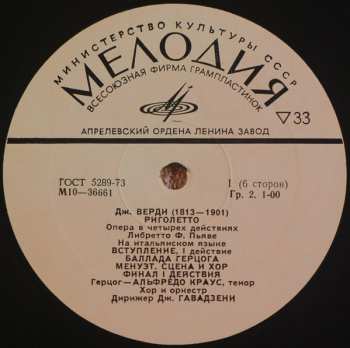 МИНИСТЕРСТВО КУЛЬТУРЫ СССР
МЕЛОДИЯ
ВСЕСОЮЗНАЯ ФИРМА ГРАМПЛАСТИНОК
АПРЕЛЕВСКИЙ ОРДЕНА ЛЕНИНА ЗАВОД
▽33
ГОСТ 5289-73
М10—36661
I (6 сторон)
Гр. 2. 1-00
Дж. ВЕРДИ (1813—1901)
РИГОЛЕТТО
Опера в четырех действиях
Либретто Ф. Пьяве
На итальянском языке
ВСТУПЛЕНИЕ, I действие
БАЛЛАДА ГЕРЦОГА
МЕНУЭТ, СЦЕНА И ХОР
ФИНАЛ I ДЕЙСТВИЯ
Герцог—АЛЬФРЕДО КРАУС, тенор
Хор и оркестр
Дирижер Дж. ГАВАДЗЕНИ